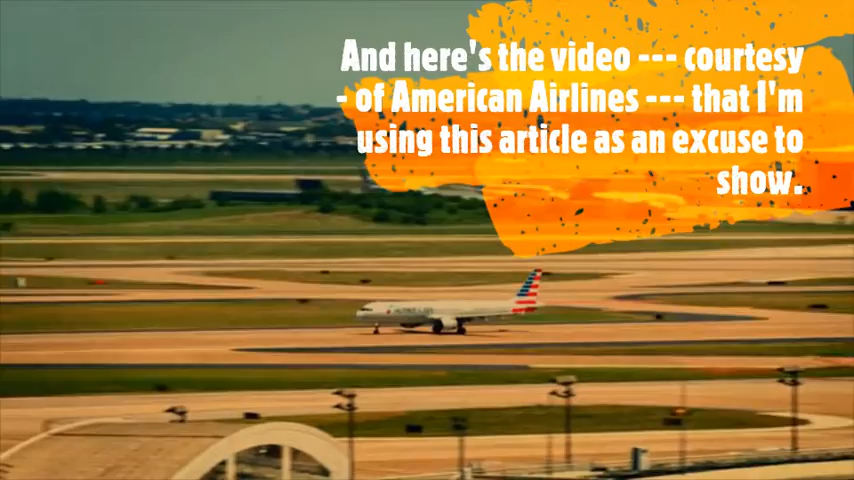 And here's the video --- courtesy
- of American Airlines --- that I'm
using this article as an excuse to
show.